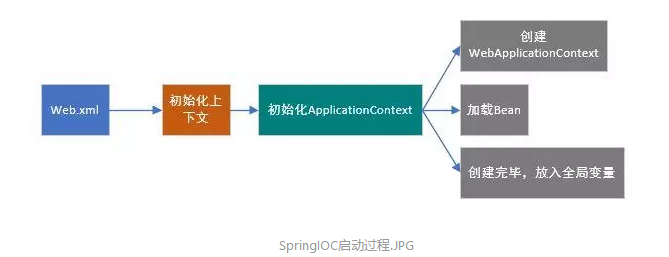 创建
WebApplicationContext
Web.xml
初始化上
下文
初始化ApplicationContext
加载Bean
创建完毕，放入全局变量
SpringIOC启动过程.JPG